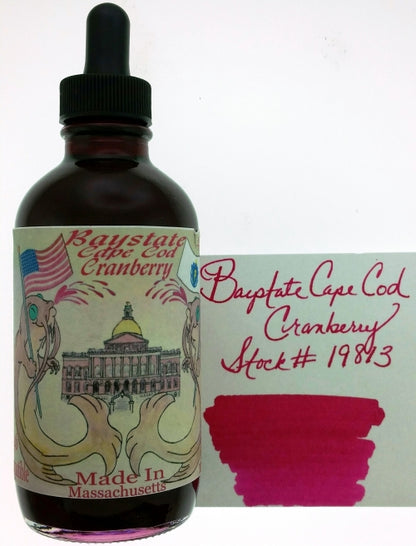 Baystate
Cape Cod
Cranberry
Made In
Massachusetts
Baystate Cape Cod
Cranberry
Stock# 19813